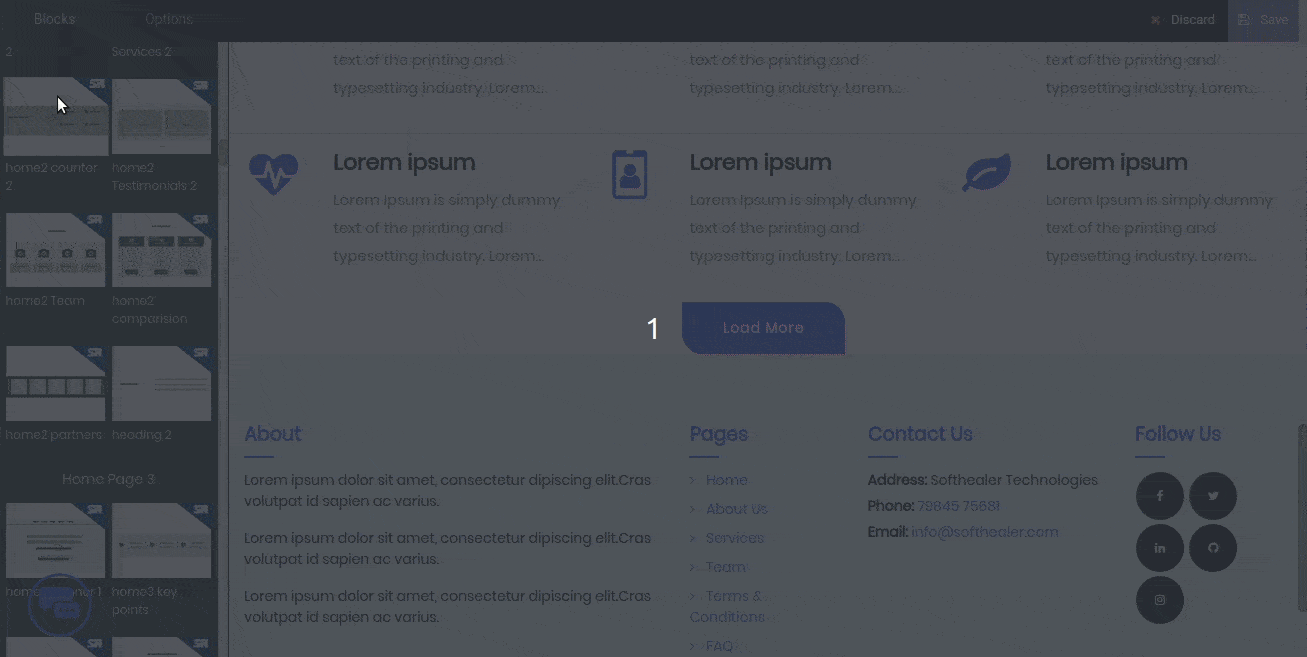 Blocks
Options
Discard
Save
2
Services 2
home2 counter
2
home2
Testimonials 2
home2 Team
home2
comparision
home2 partners
heading 2
Home Page 3
home3 key
points
text of the printing and
typesetting industry. Lorem...
text of the printing and
typesetting industry. Lorem...
text of the printing and
typesetting industry. Lorem...
Lorem ipsum
Lorem Ipsum is simply dummy
text of the printing and
typesetting industry. Lorem...
Lorem ipsum
Lorem Ipsum is simply dummy
text of the printing and
typesetting industry. Lorem...
Lorem ipsum
Lorem Ipsum is simply dummy
text of the printing and
typesetting industry. Lorem...
1
Load More
About
Lorem ipsum dolor sit amet, consectetur dipiscing elit.Cras
volutpat id sapien ac varius.
Lorem ipsum dolor sit amet, consectetur dipiscing elit.Cras
volutpat id sapien ac varius.
Lorem ipsum dolor sit amet, consectetur dipiscing elit.Cras
volutpat id sapien ac varius.
Pages
> Home
> About Us
> Services
> Team
> Terms &
Conditions
> FAQ
Contact Us
Address: Softhealer Technologies
Phone: 79845 75681
Email: info@softhealer.com
Follow Us